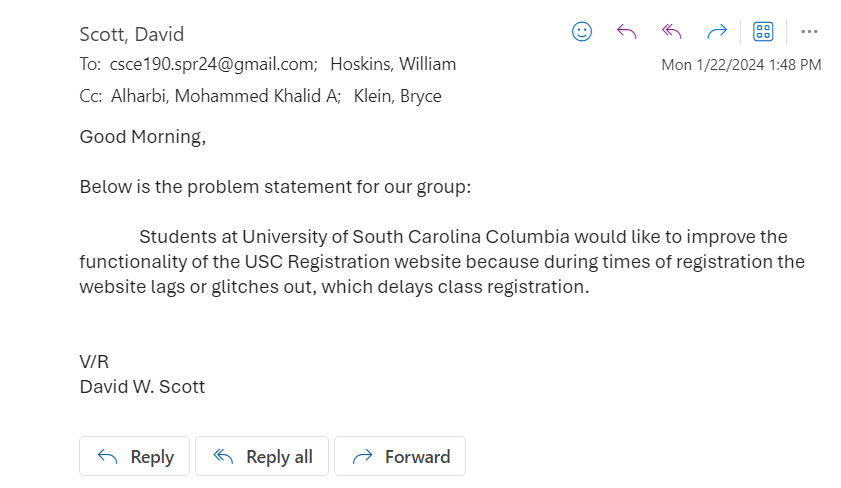 Scott, David
To: csce190.spr24@gmail.com; Hoskins, William
Mon 1/22/2024 1:48 PM
Cc: Alharbi, Mohammed Khalid A; Klein, Bryce
Good Morning,
Below is the problem statement for our group:
Students at University of South Carolina Columbia would like to improve the
functionality of the USC Registration website because during times of registration the
website lags or glitches out, which delays class registration.
V/R
David W. Scott
Reply
Reply all
Forward